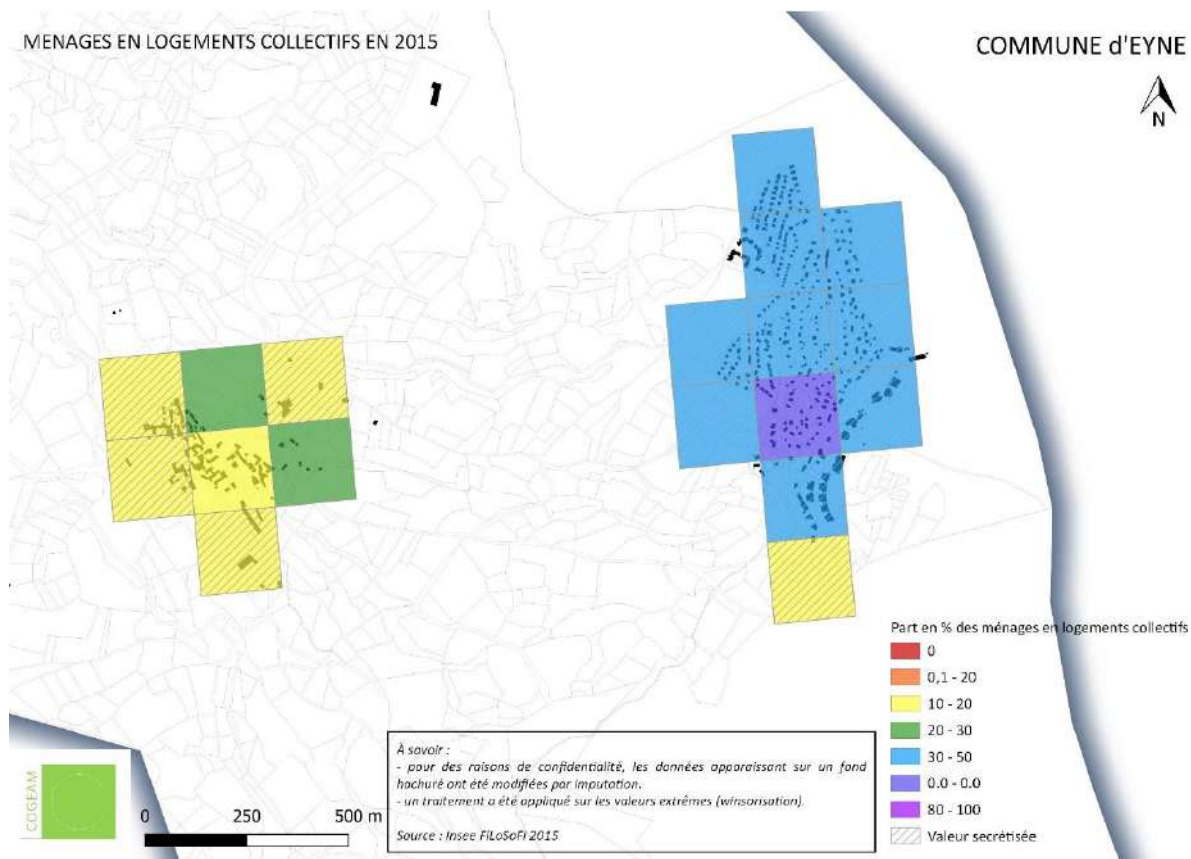 MENAGES EN LOGEMENTS COLLECTIFS EN 2015
COMMUNE d'EYNE
N
Part en % des ménages en logements collectifs
0
0,1 - 20
10 - 20
20 - 30
30 - 50
0.0 - 0.0
80 - 100
Valeur secrétisée
À savoir :
- pour des raisons de confidentialité, les données apparaissant sur un fond
hachuré ont été modifiées par imputation.
- un traitement a été appliqué sur les valeurs extrêmes (winsorisation).
Source : Insee FiLoSoFi 2015
COGEAM
0 250 500 m